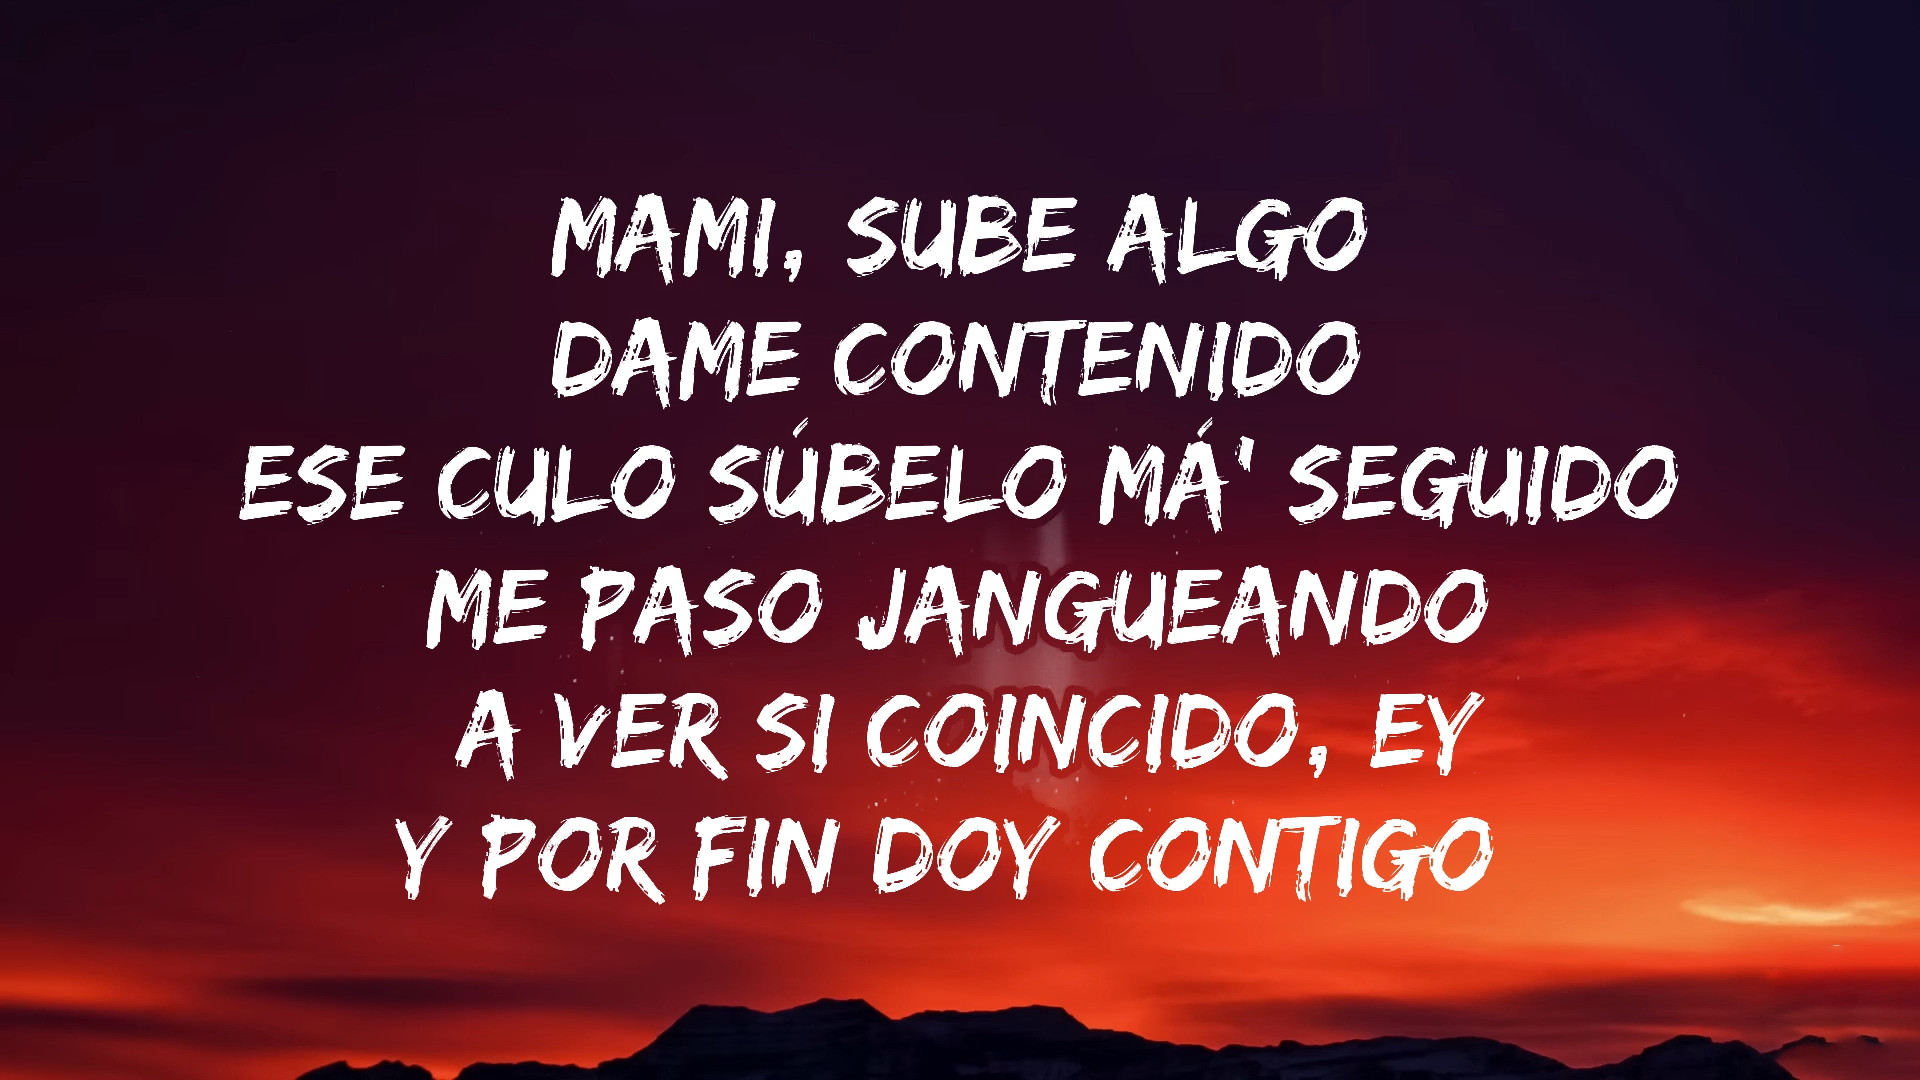 MAMI, SUBE ALGO
DAME CONTENIDO
ESE CULO SÚBELO MÁ' SEGUIDO
ME PASO JANGUEANDO
A VER SI COINCIDO, EY
Y POR FIN DOY CONTIGO